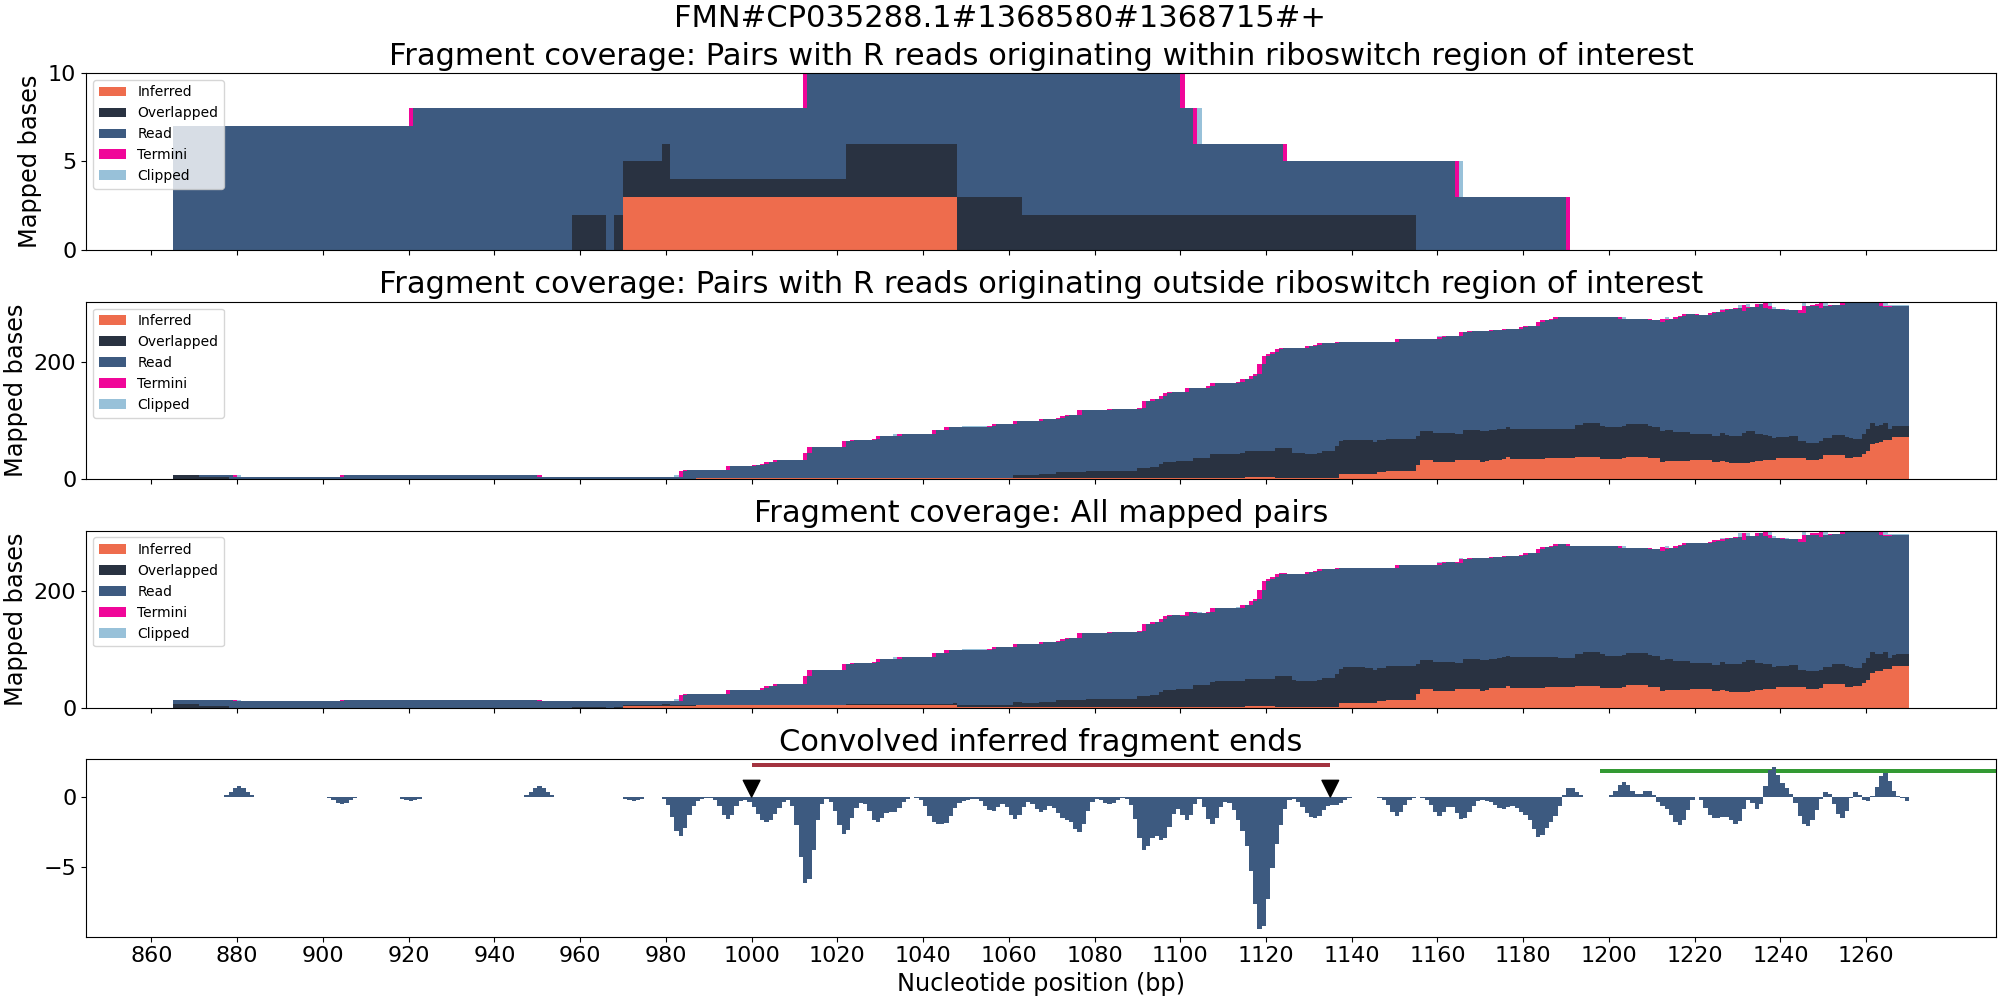 FMN#CP035288.1#1368580#1368715#+
Fragment coverage: Pairs with R reads originating within riboswitch region of interest
Mapped bases
10
5
0
Inferred
Overlapped
Read
Termini
Clipped
Fragment coverage: Pairs with R reads originating outside riboswitch region of interest
Mapped bases
200
0
Inferred
Overlapped
Read
Termini
Clipped
Fragment coverage: All mapped pairs
Mapped bases
200
0
Inferred
Overlapped
Read
Termini
Clipped
Convolved inferred fragment ends
0
−5
860 880 900 920 940 960 980 1000 1020 1040 1060 1080 1100 1120 1140 1160 1180 1200 1220 1240 1260
Nucleotide position (bp)